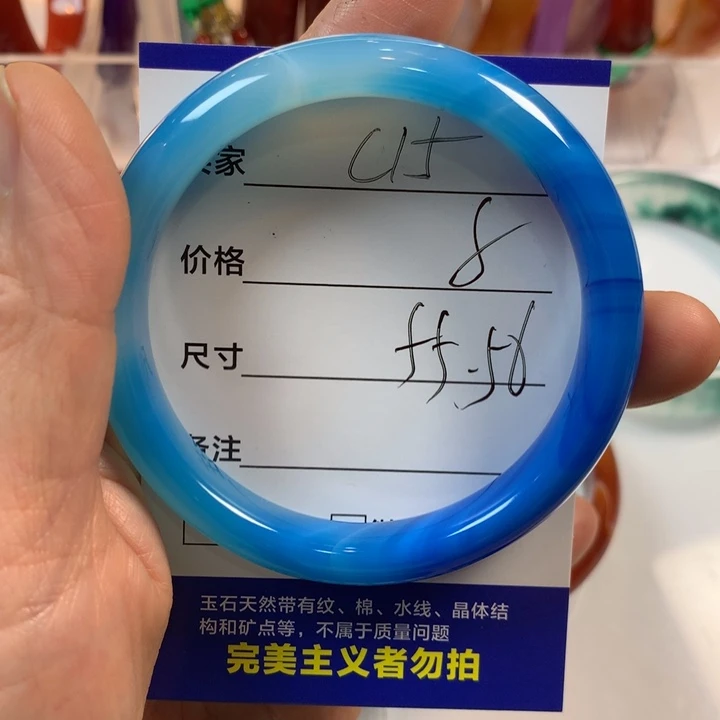 家 U5
价格 8
尺寸 55.56
备注
玉石天然带有纹、棉、水线、晶体结
构和矿点等，不属于质量问题
完美主义者勿拍